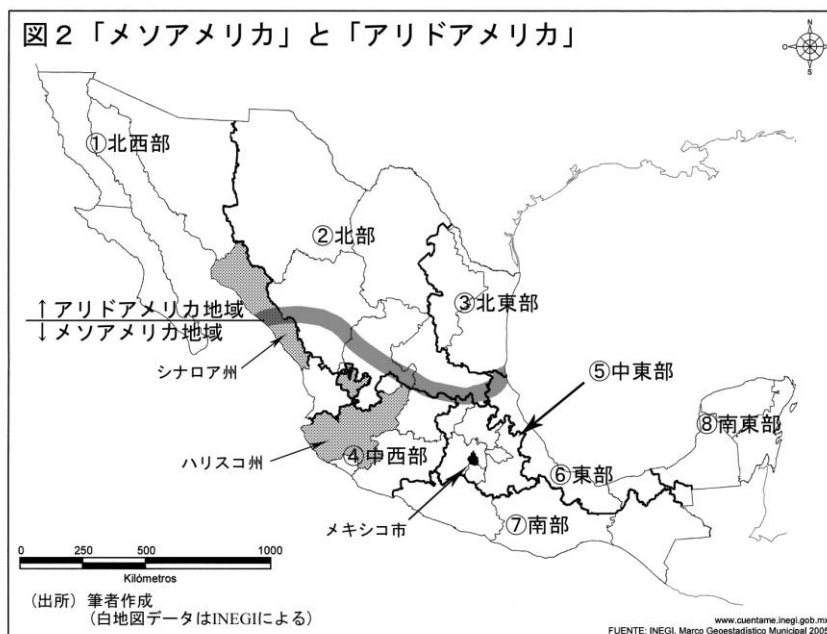 図２「メソアメリカ」と「アリドアメリカ」
N
S
①北西部
②北部
③北東部
↑ アリドアメリカ地域
↓ メソアメリカ地域
シナロア州
⑤中東部
⑧南東部
ハリスコ州
④中西部
⑥東部
メキシコ市
⑦南部
0 250 500 1000
Kilómetros
（出所） 筆者作成
（白地図データはINEGIによる）
www.cuentame.inegi.gob.mx
FUENTE: INEGI. Marco Geoestadístico Municipal 2005